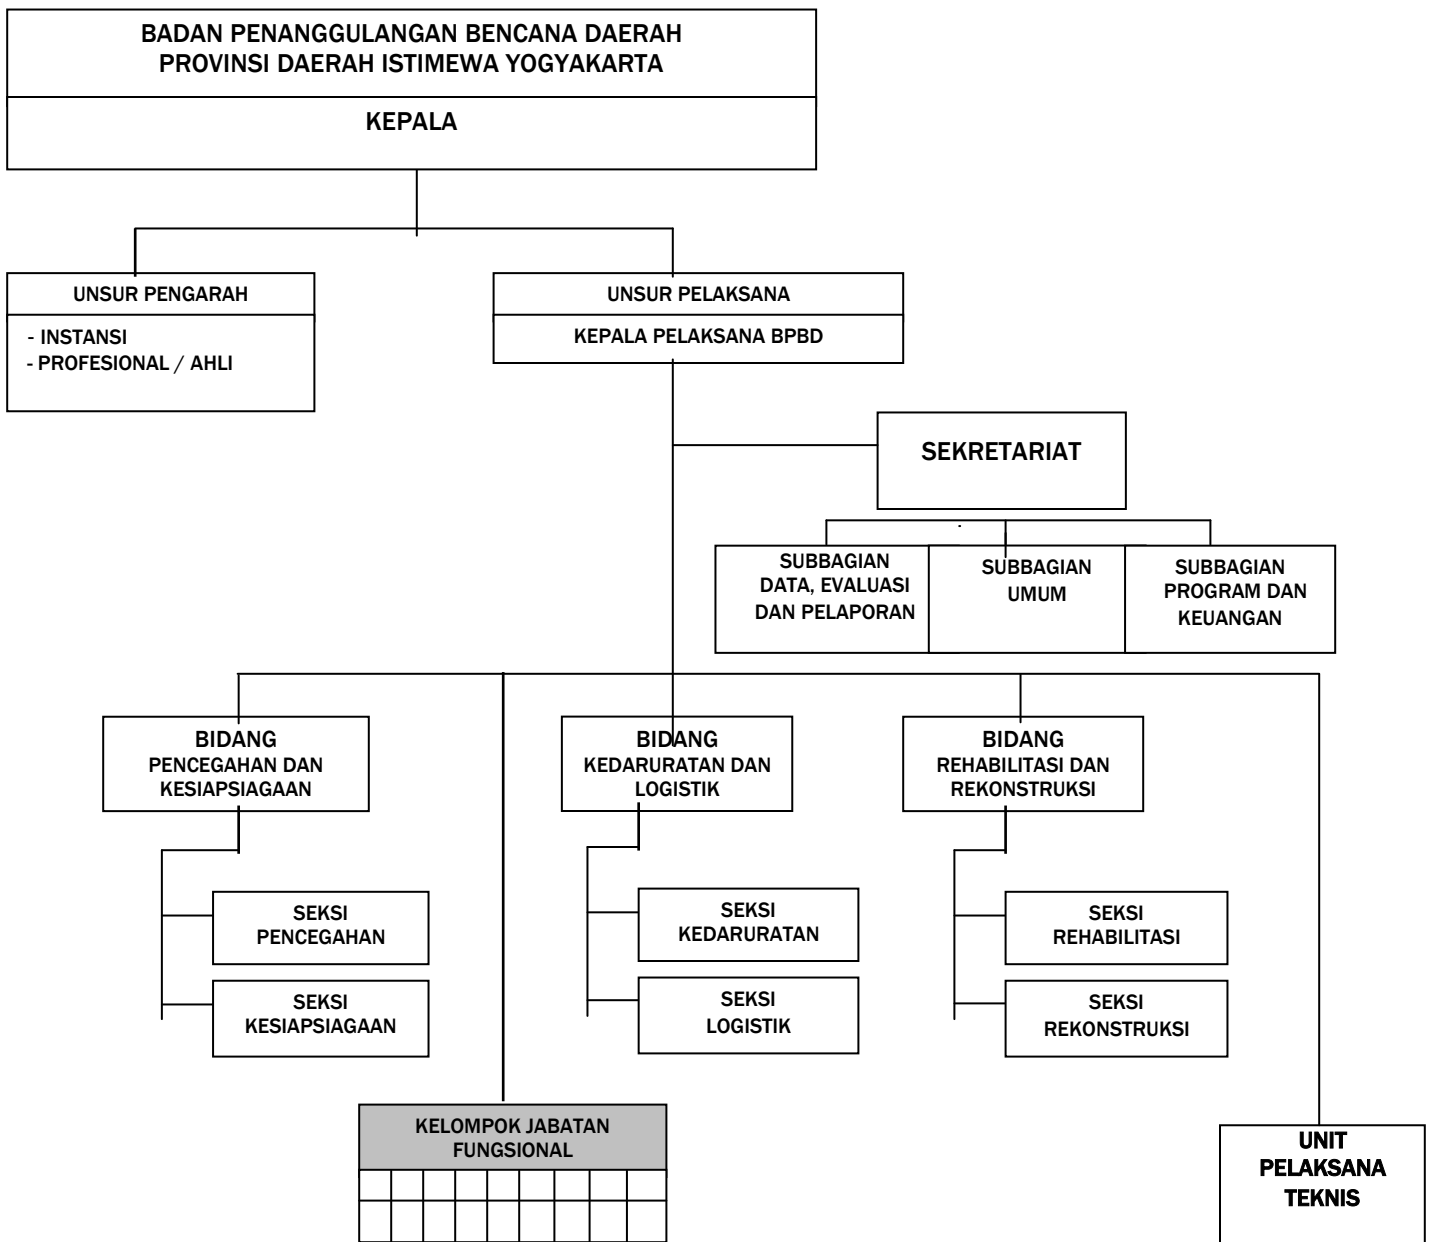 BADAN PENANGGULANGAN BENCANA DAERAH
PROVINSI DAERAH ISTIMEWA YOGYAKARTA
KEPALA
UNSUR PENGARAH
- INSTANSI
- PROFESIONAL / AHLI
UNSUR PELAKSANA
KEPALA PELAKSANA BPBD
SEKRETARIAT
SUBBAGIAN
DATA, EVALUASI
DAN PELAPORAN
SUBBAGIAN
UMUM
SUBBAGIAN
PROGRAM DAN
KEUANGAN
BIDANG
PENCEGAHAN DAN
KESIAPSIAGAAN
BIDANG
KEDARURATAN DAN
LOGISTIK
BIDANG
REHABILITASI DAN
REKONSTRUKSI
SEKSI
PENCEGAHAN
SEKSI
KESIAPSIAGAAN
SEKSI
KEDARURATAN
SEKSI
LOGISTIK
SEKSI
REHABILITASI
SEKSI
REKONSTRUKSI
KELOMPOK JABATAN
FUNGSIONAL
UNIT
PELAKSANA
TEKNIS